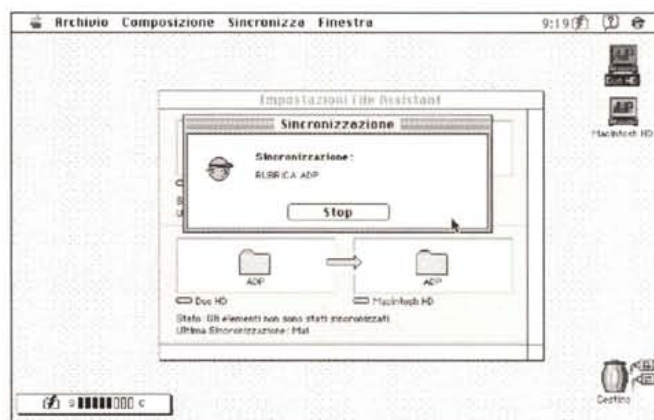 Archivio Composizione Sincronizza Finestra 9:19
Duo HD
Macintosh HD
Impostazioni File Assistant
Sincronizzazione
Sincronizzazione:
RUBRICA ADP
Stop
ADP ADP
Duo HD Macintosh HD
Stato: Gli elementi non sono stati sincronizzati.
Ultima Sincronizzazione: Mai
Cestino